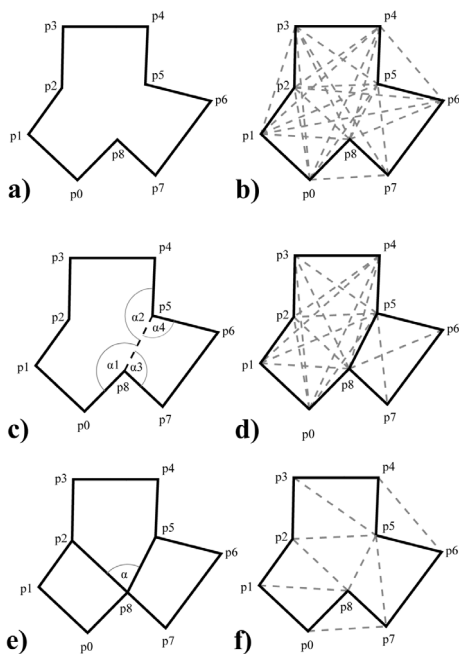 p3 p4
p2 p5
p6
p1
p8
p0 p7
a)
p3 p4
p2 p5
p6
p1
p8
p0 p7
b)
p3 p4
p2 α2 p5
α4
p6
p1 α1 α3
p8
p0 p7
c)
p3 p4
p2 p5
p6
p1
p8
p0 p7
d)
p3 p4
p2 p5
p6
α
p1
p8
p0 p7
e)
p3 p4
p2 p5
p6
p1
p8
p0 p7
f)